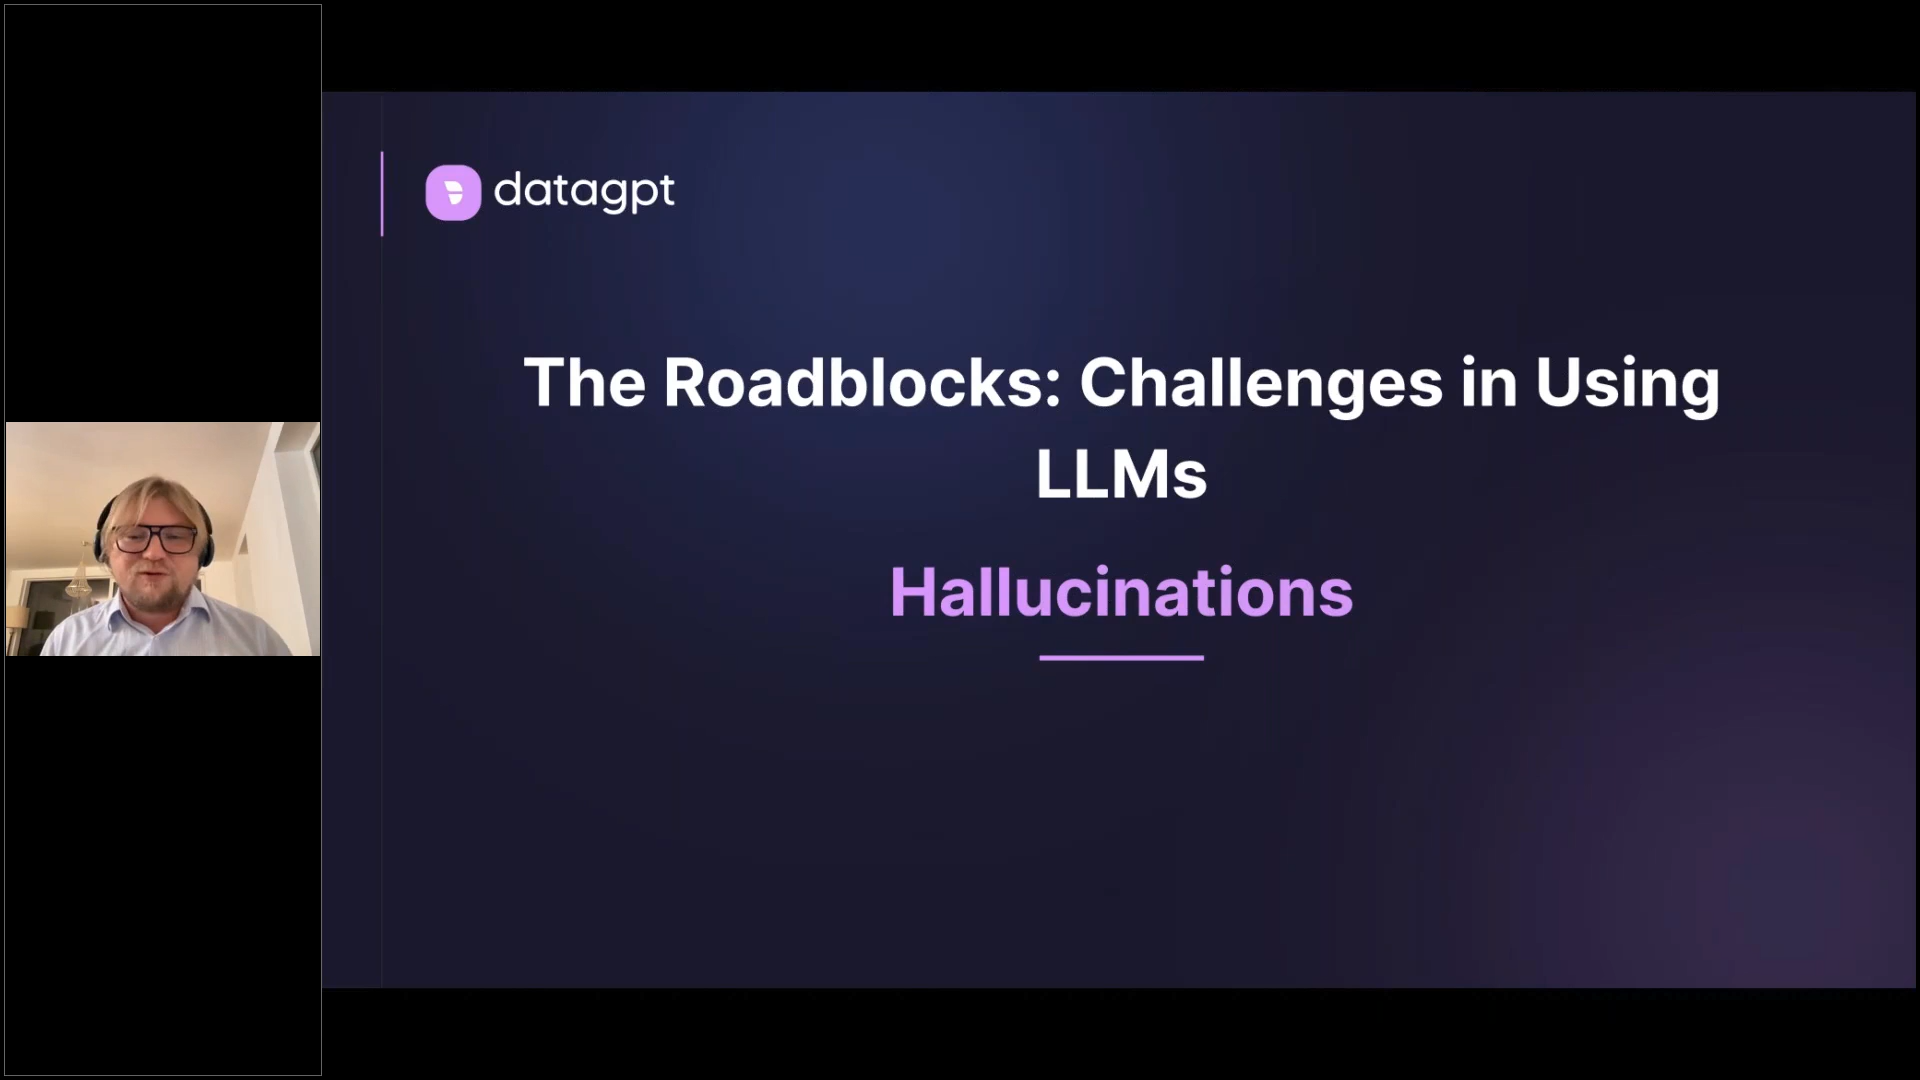 datagpt
The Roadblocks: Challenges in Using
LLMs
Hallucinations